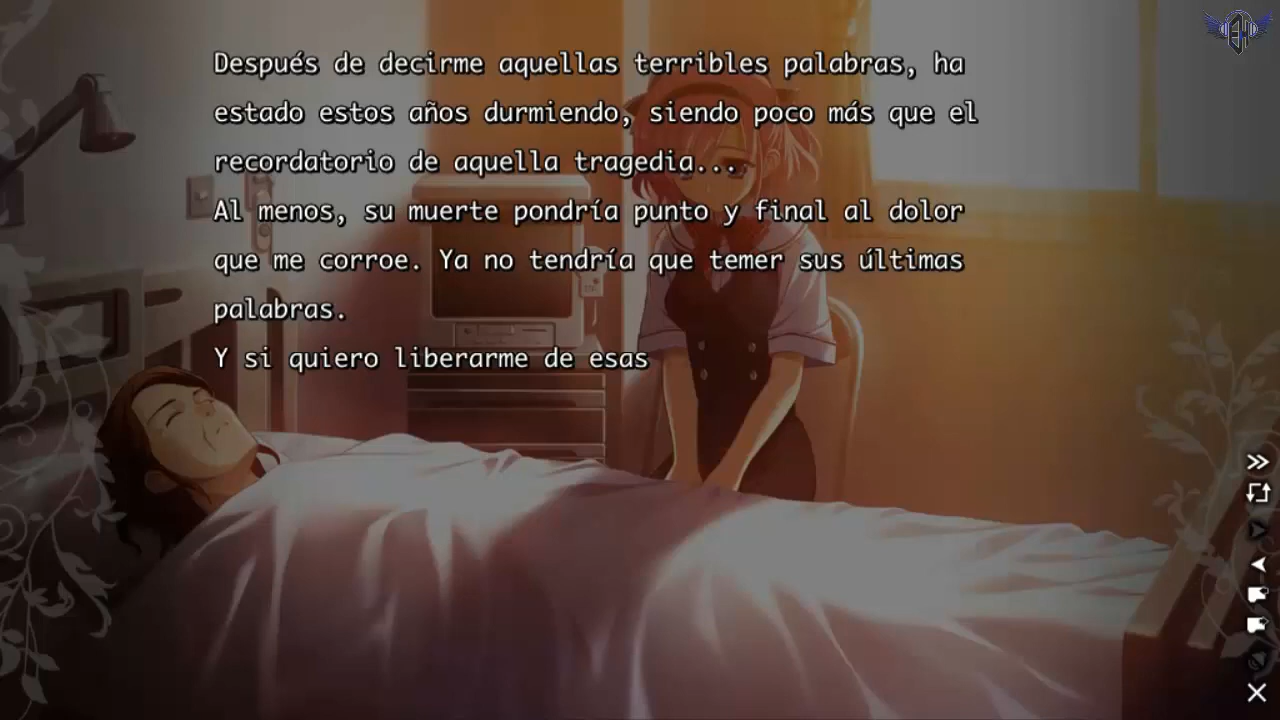 Después de decirme aquellas terribles palabras, ha
estado estos años durmiendo, siendo poco más que el
recordatorio de aquella tragedia...
Al menos, su muerte pondría punto y final al dolor
que me corroe. Ya no tendría que temer sus últimas
palabras.
Y si quiero liberarme de esas